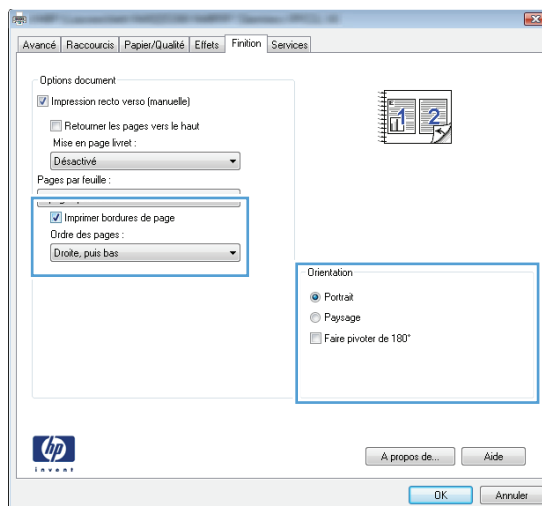 Avancé Raccourcis Papier/Qualité Effets Finition Services
Options document
Impression recto verso (manuelle)
Retourner les pages vers le haut
Mise en page livret :
Désactivé
Pages par feuille :
Imprimer bordures de page
Ordre des pages :
Droite, puis bas
1 2
Orientation
Portrait
Paysage
Faire pivoter de 180°
hp
invent
A propos de... Aide
OK Annuler